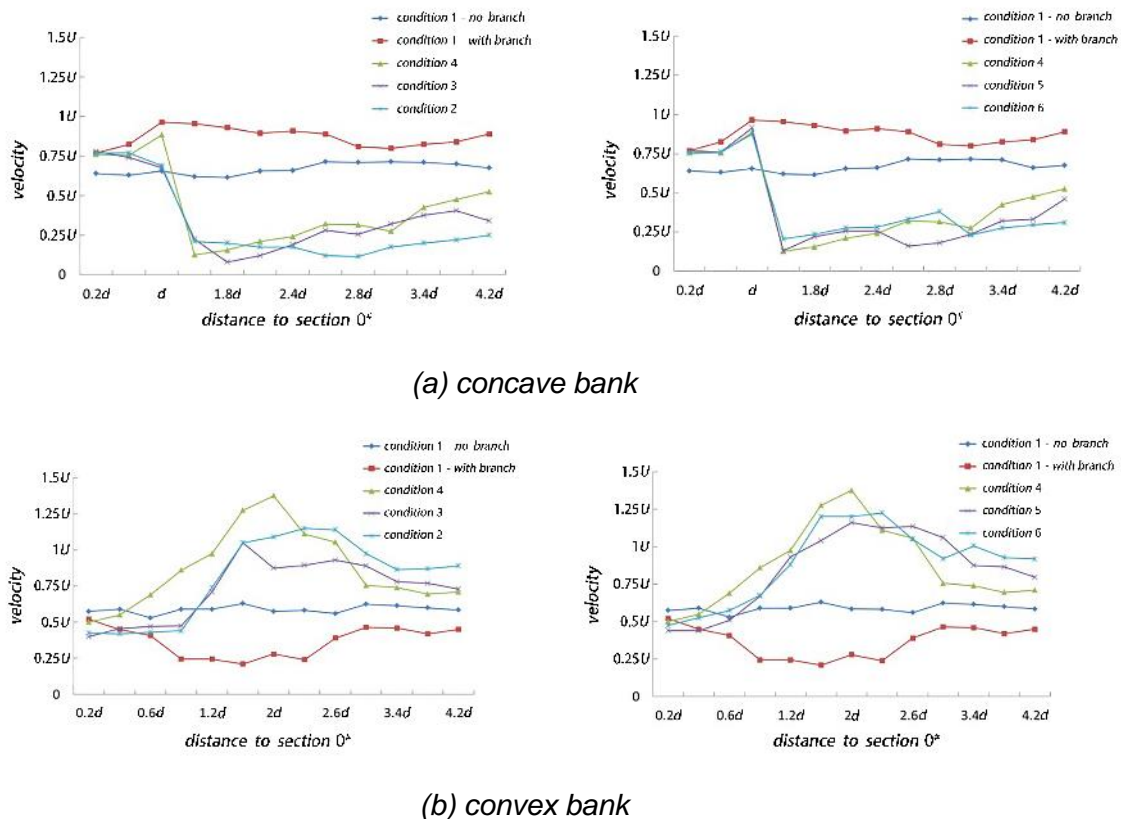 condition 1 - no branch
condition 1 - with branch
condition 4
condition 3
condition 2
1.5U
1.25U
1U
0.75U
0.5U
0.25U
0
velocity
0.2d d 1.8d 2.4d 2.8d 3.4d 4.2d
distance to section 0
condition 1 - no branch
condition 1 - with branch
condition 4
condition 5
condition 6
1.5U
1.25U
1U
0.75U
0.5U
0.25U
0
velocity
0.2d d 1.8d 2.4d 2.8d 3.4d 4.2d
distance to section 0
(a) concave bank
condition 1 - no branch
condition 1 - with branch
condition 4
condition 3
condition 2
1.5U
1.25U
1U
0.75U
0.5U
0.25U
0
velocity
0.2d 0.6d 1.2d 2d 2.6d 3.4d 4.2d
distance to section 0
condition 1 - no branch
condition 1 - with branch
condition 4
condition 5
condition 6
1.5U
1.25U
1U
0.75U
0.5U
0.25U
0
velocity
0.2d 0.6d 1.2d 2d 2.6d 3.4d 4.2d
distance to section 0
(b) convex bank